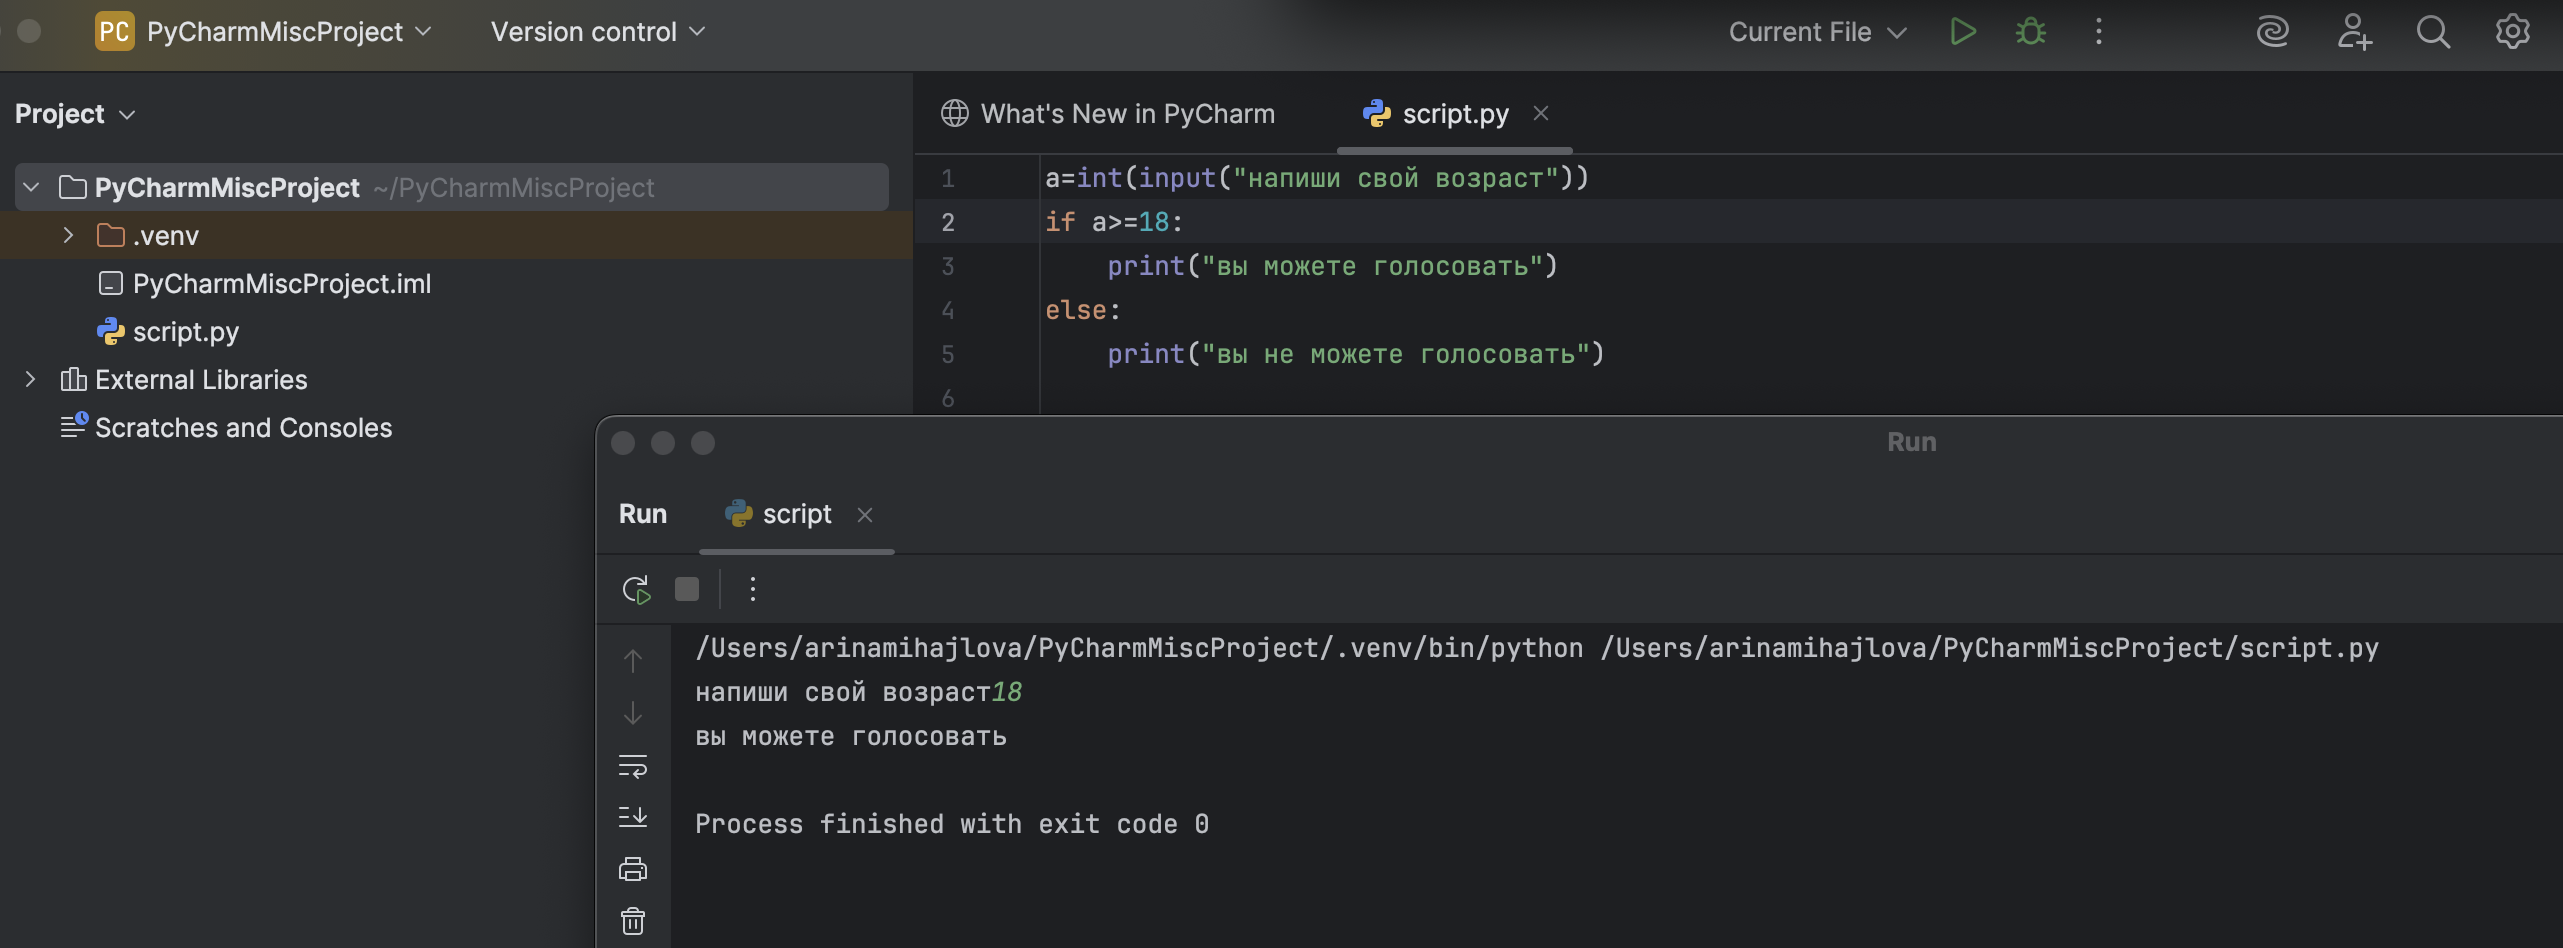 PC PyCharmMiscProject Version control Current File
Project
What's New in PyCharm script.py
PyCharmMiscProject ~/PyCharmMiscProject
.venv
PyCharmMiscProject.iml
script.py
External Libraries
Scratches and Consoles
1 a=int(input("напиши свой возраст"))
2 if a>=18:
3 print("вы можете голосовать")
4 else:
5 print("вы не можете голосовать")
6
Run
Run script
/Users/arinamihajlova/PyCharmMiscProject/.venv/bin/python /Users/arinamihajlova/PyCharmMiscProject/script.py
напиши свой возраст18
вы можете голосовать
Process finished with exit code 0